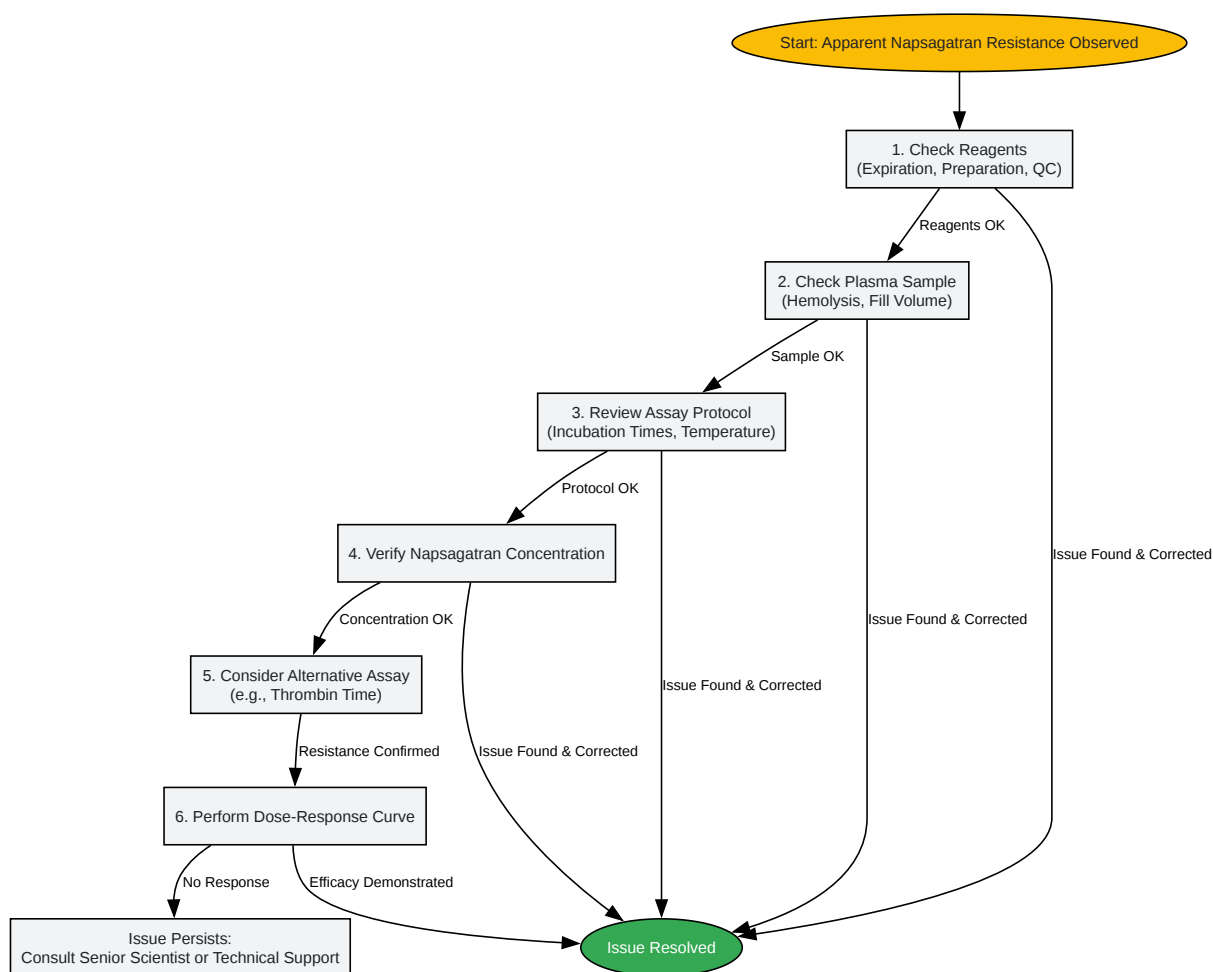 Start: Apparent Napsagatran Resistance Observed
1. Check Reagents
(Expiration, Preparation, QC)
Reagents OK
2. Check Plasma Sample
(Hemolysis, Fill Volume)
Sample OK
3. Review Assay Protocol
(Incubation Times, Temperature)
Protocol OK
4. Verify Napsagatran Concentration
Issue Found & Corrected
Concentration OK
Issue Found & Corrected
5. Consider Alternative Assay
(e.g., Thrombin Time)
Issue Found & Corrected
Resistance Confirmed
Issue Found & Corrected
6. Perform Dose-Response Curve
No Response
Efficacy Demonstrated
Issue Persists:
Consult Senior Scientist or Technical Support
Issue Resolved